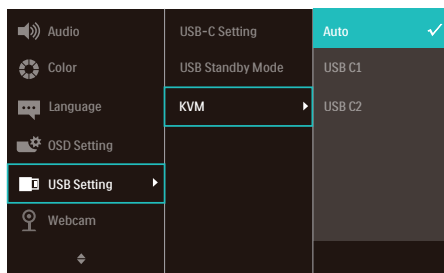 Audio
Color
Language
OSD Setting
USB Setting
Webcam
USB-C Setting
USB Standby Mode
KVM
Auto
USB C1
USB C2